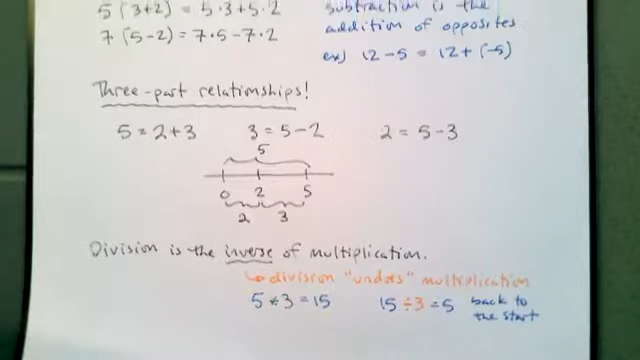 5(3+2) = 5·3+5·2
7(5-2) = 7·5-7·2
subtraction is the
addition of opposites
ex) 12-5 = 12+(-5)
Three-part relationships!
5 = 2+3
3 = 5-2
2 = 5-3
5
0 2 5
2 3
Division is the inverse of multiplication.
↳ division "undoes" multiplication
5 * 3 = 15
15 ÷ 3 = 5
back to
the start